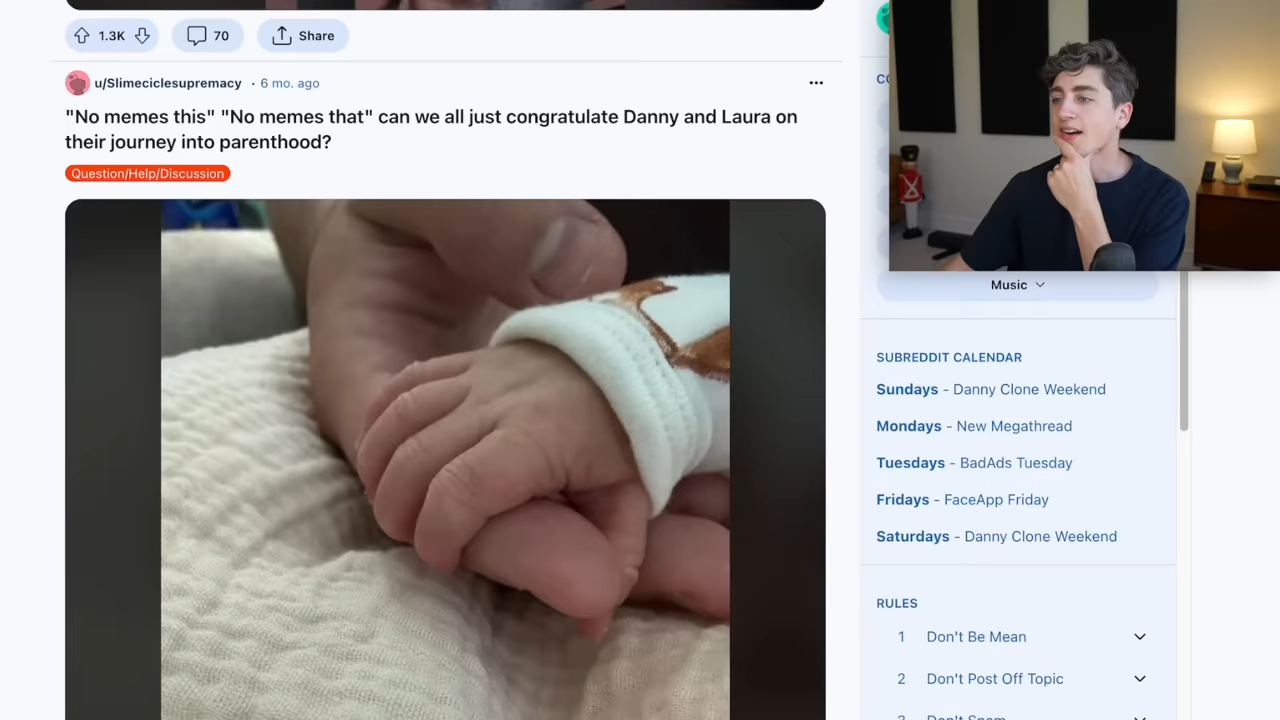 1.3K
70
Share
u/Slimeciclesupremacy • 6 mo. ago
"No memes this" "No memes that" can we all just congratulate Danny and Laura on
their journey into parenthood?
Question/Help/Discussion
Music
SUBREDDIT CALENDAR
Sundays - Danny Clone Weekend
Mondays - New Megathread
Tuesdays - BadAds Tuesday
Fridays - FaceApp Friday
Saturdays - Danny Clone Weekend
RULES
1 Don't Be Mean
2 Don't Post Off Topic
3 Don't Spam